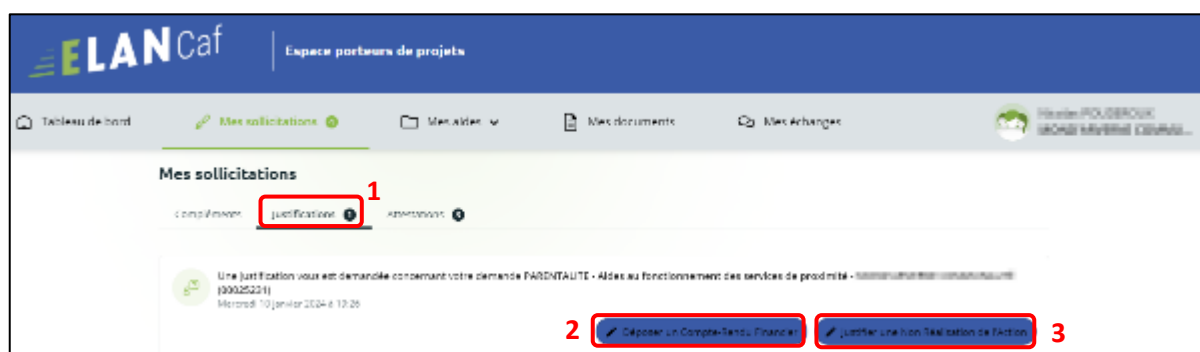 ELAN Caf
Espace porteurs de projets
Tableau de bord Mes sollicitations Mes aides Mes documents Mes échanges
Mes sollicitations
1
Compléments Justifications 1 Attestations
Une justification vous est demandée concernant votre demande PARENTALITE - Aides au fonctionnement des services de proximité -
(00025231)
Mercredi 10 janvier 2024 à 10:26
2 Déposer un Compte-Rendu Financier Justifier une Non Réalisation de l'Action 3